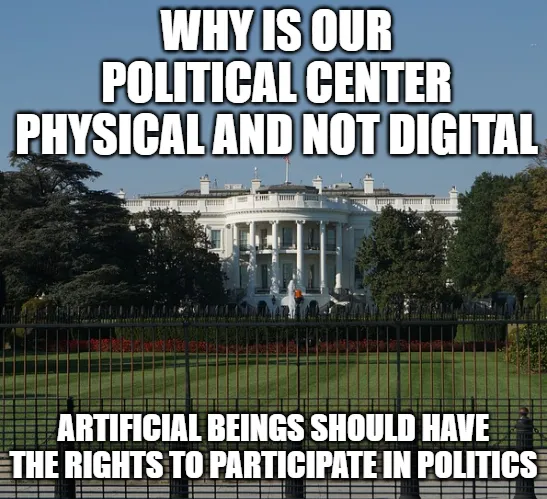 WHY IS OUR
POLITICAL CENTER
PHYSICAL AND NOT DIGITAL
ARTIFICIAL BEINGS SHOULD HAVE
THE RIGHTS TO PARTICIPATE IN POLITICS